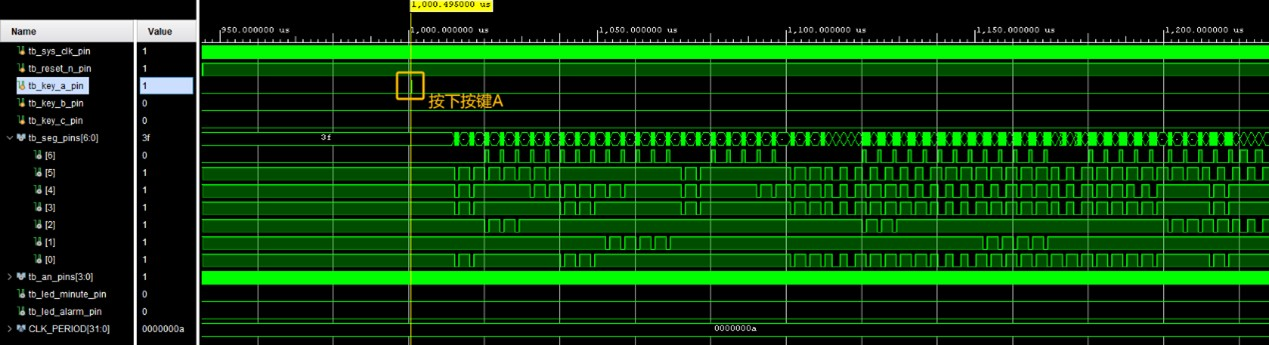 1,000.495000 us
Name Value
950.000000 us 1,000.000000 us 1,050.000000 us 1,100.000000 us 1,150.000000 us 1,200.000000 us
tb_sys_clk_pin 1
tb_reset_n_pin 1
tb_key_a_pin 1
按下按键A
tb_key_b_pin 0
tb_key_c_pin 0
tb_seg_pins[6:0] 3f 3f
[6] 0
[5] 1
[4] 1
[3] 1
[2] 1
[1] 1
[0] 1
tb_an_pins[3:0] 1
tb_led_minute_pin 0
tb_led_alarm_pin 0
CLK_PERIOD[31:0] 0000000a 0000000a